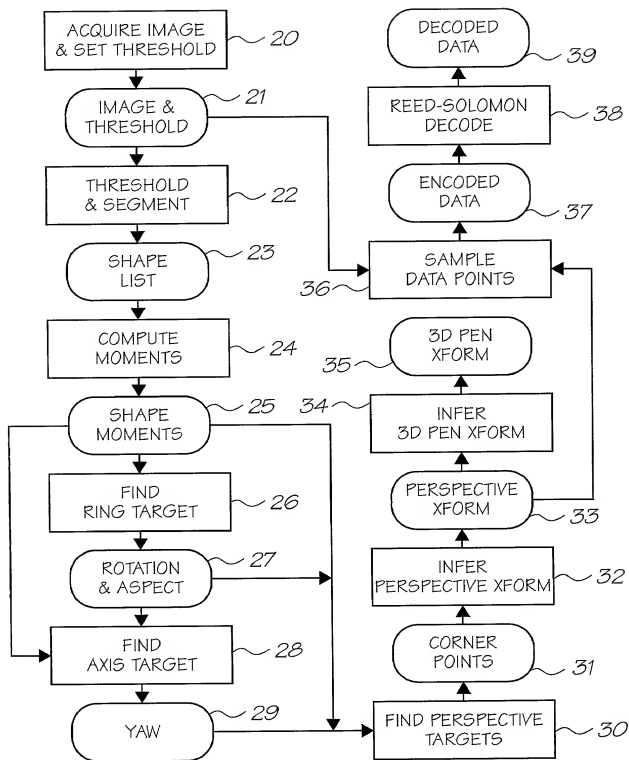 ACQUIRE IMAGE
& SET THRESHOLD
20
IMAGE &
THRESHOLD
21
THRESHOLD
& SEGMENT
22
SHAPE
LIST
23
COMPUTE
MOMENTS
24
SHAPE
MOMENTS
25
FIND
RING TARGET
26
ROTATION
& ASPECT
27
FIND
AXIS TARGET
28
YAW
29
DECODED
DATA
39
REED-SOLOMON
DECODE
38
ENCODED
DATA
37
SAMPLE
DATA POINTS
36
3D PEN
XFORM
35
34
INFER
3D PEN XFORM
PERSPECTIVE
XFORM
33
INFER
PERSPECTIVE XFORM
32
CORNER
POINTS
31
FIND PERSPECTIVE
TARGETS
30